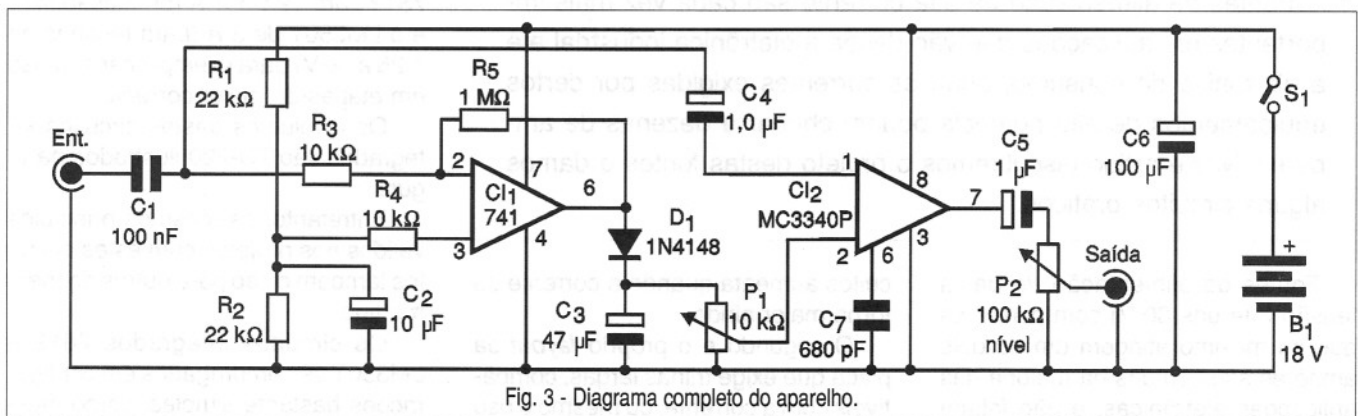 Ent.
C1
100 nF
R1
22 kΩ
R2
22 kΩ
R3
10 kΩ
R4
10 kΩ
C2
10 µF
R5
1 MΩ
2
3
CI1
741
7
4
6
D1
1N4148
C3
47 µF
P1
10 kΩ
C4
1,0 µF
1
CI2
MC3340P
2
8
3
6
7
C7
680 pF
C5
1 µF
P2
100 kΩ
nível
Saída
C6
100 µF
S1
+
B1
18 V
Fig. 3 - Diagrama completo do aparelho.